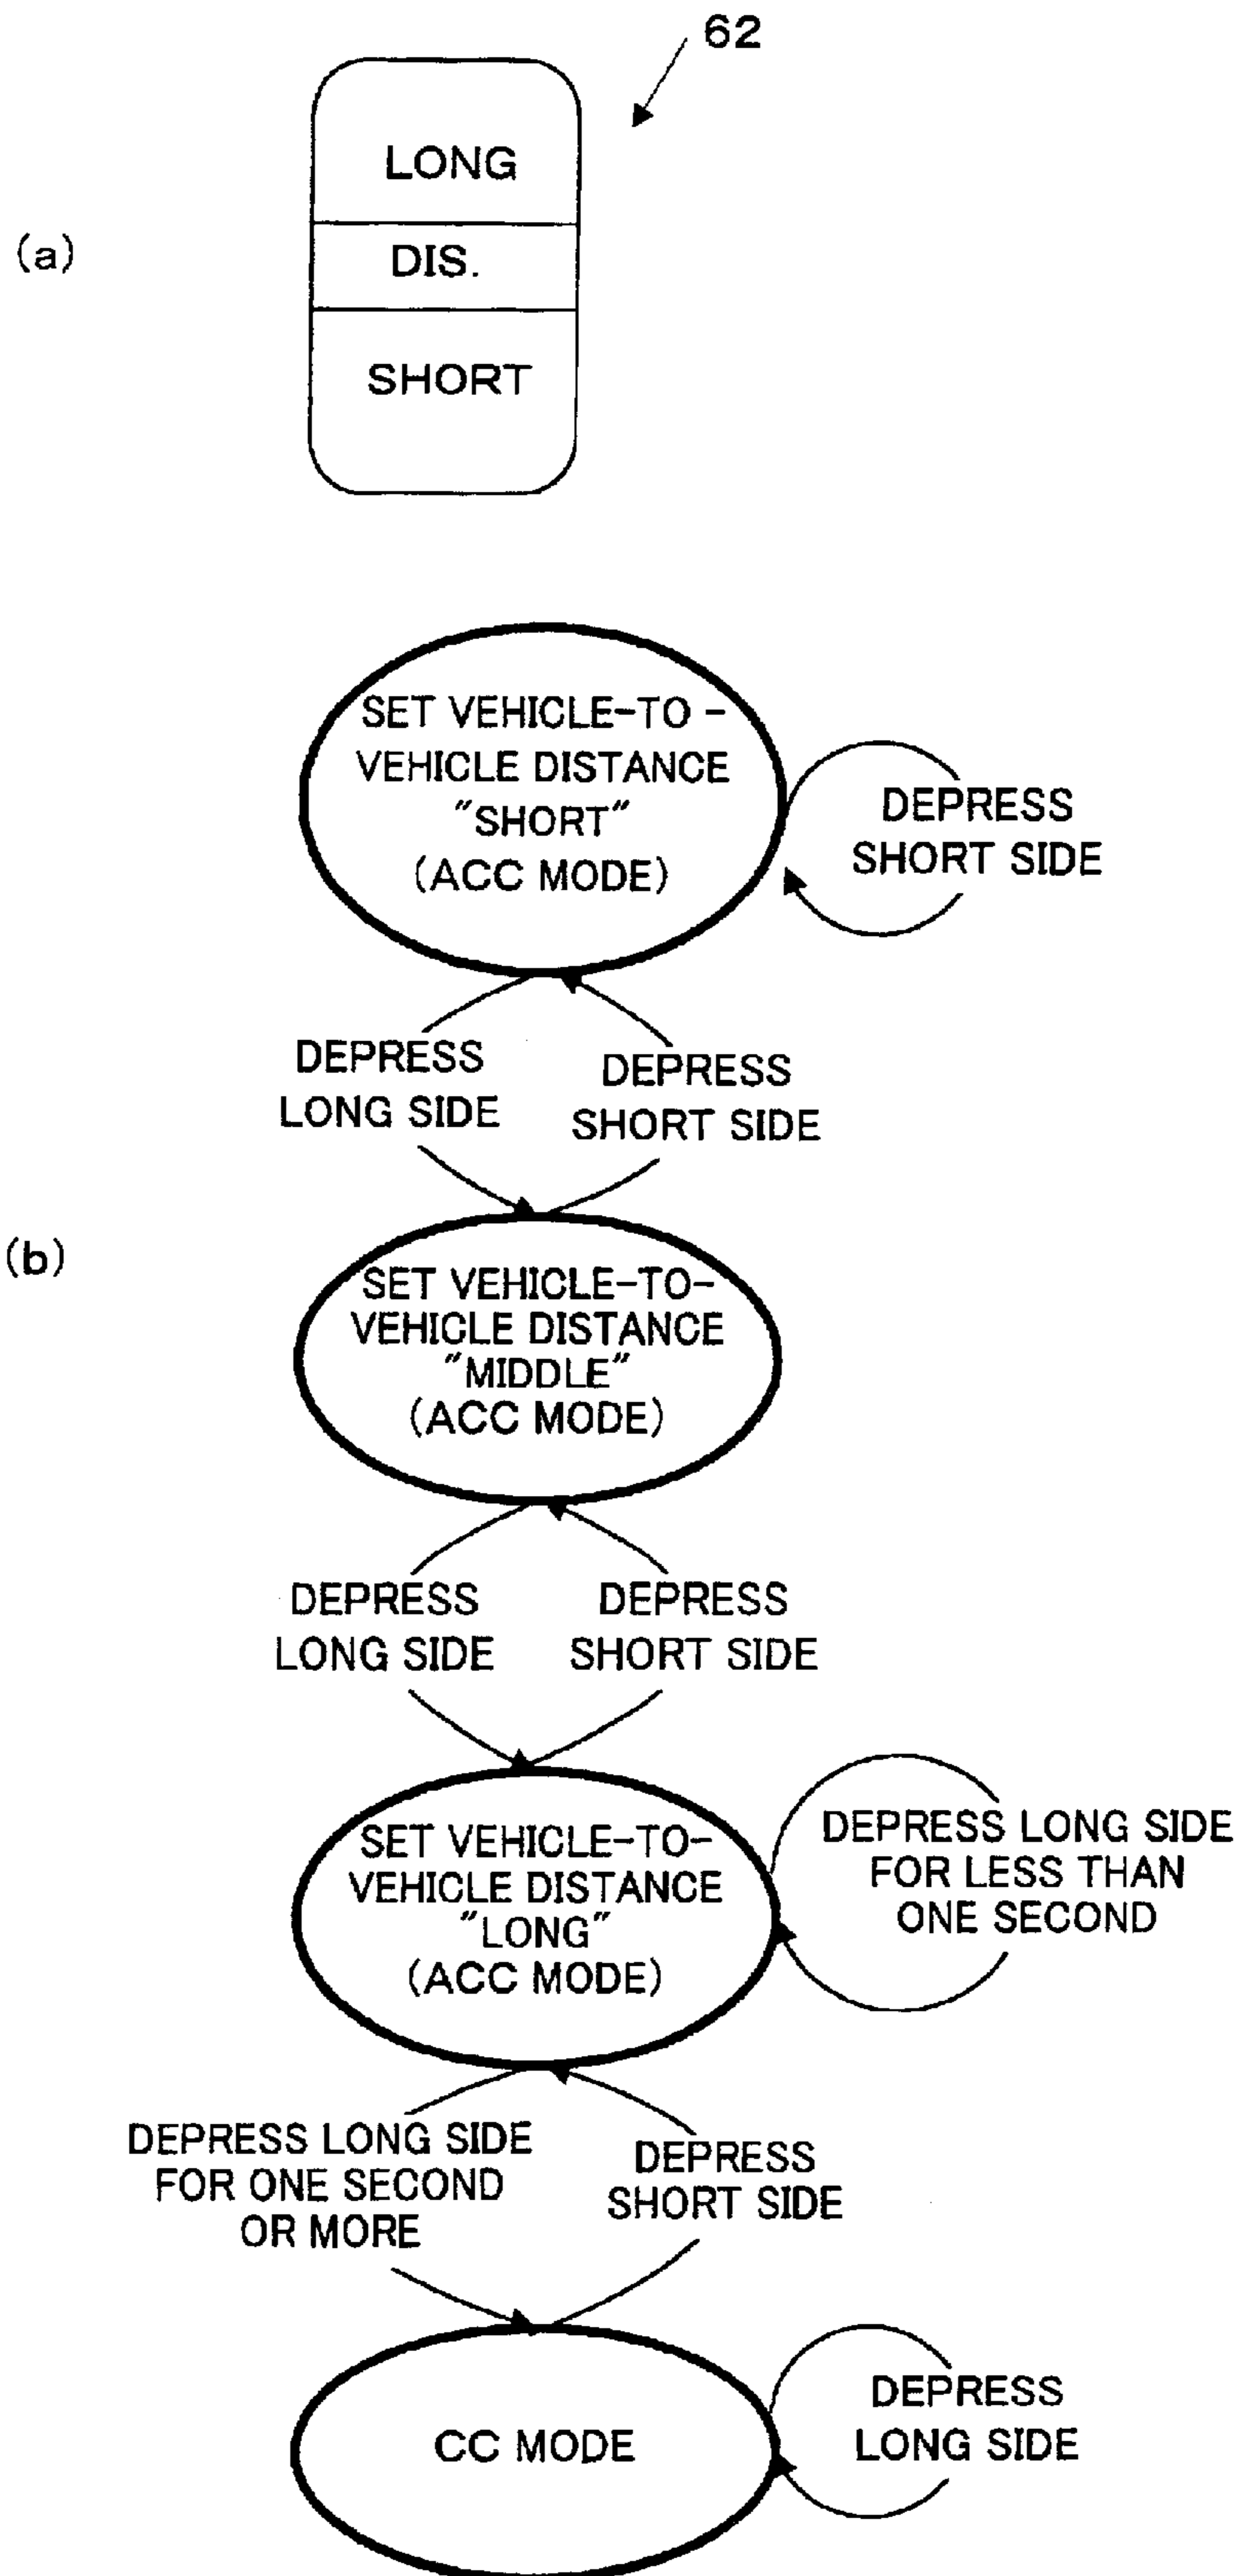 62
LONG
(a)
DIS.
SHORT
SET VEHICLE-TO-
VEHICLE DISTANCE
"SHORT"
(ACC MODE)
DEPRESS
SHORT SIDE
DEPRESS
LONG SIDE
DEPRESS
SHORT SIDE
(b)
SET VEHICLE-TO-
VEHICLE DISTANCE
"MIDDLE"
(ACC MODE)
DEPRESS
LONG SIDE
DEPRESS
SHORT SIDE
SET VEHICLE-TO-
VEHICLE DISTANCE
"LONG"
(ACC MODE)
DEPRESS LONG SIDE
FOR LESS THAN
ONE SECOND
DEPRESS LONG SIDE
FOR ONE SECOND
OR MORE
DEPRESS
SHORT SIDE
CC MODE
DEPRESS
LONG SIDE